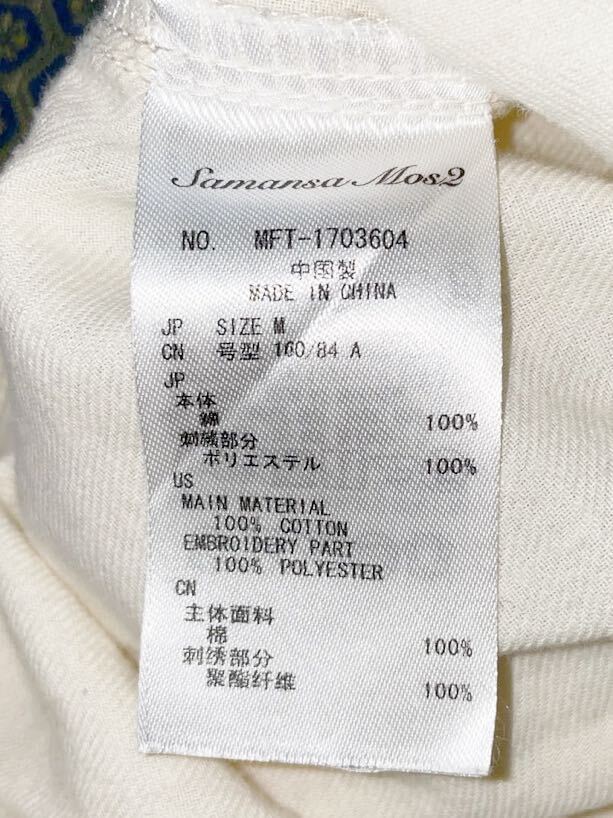 Samansa Mos2
NO. MFT-1703604
中国製
MADE IN CHINA
JP SIZE M
CN 号型 160/84 A
JP
本体
綿 100%
刺繍部分
ポリエステル 100%
US
MAIN MATERIAL
100% COTTON
EMBROIDERY PART
100% POLYESTER
CN
主体面料
棉 100%
刺绣部分
聚酯纤维 100%